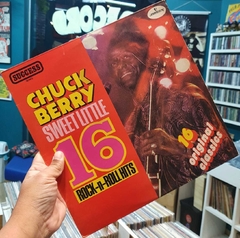 SUCCESS
CHUCK
BERRY
SWEET LITTLE
16
ROCK-n-ROLL HITS
16
original
classics